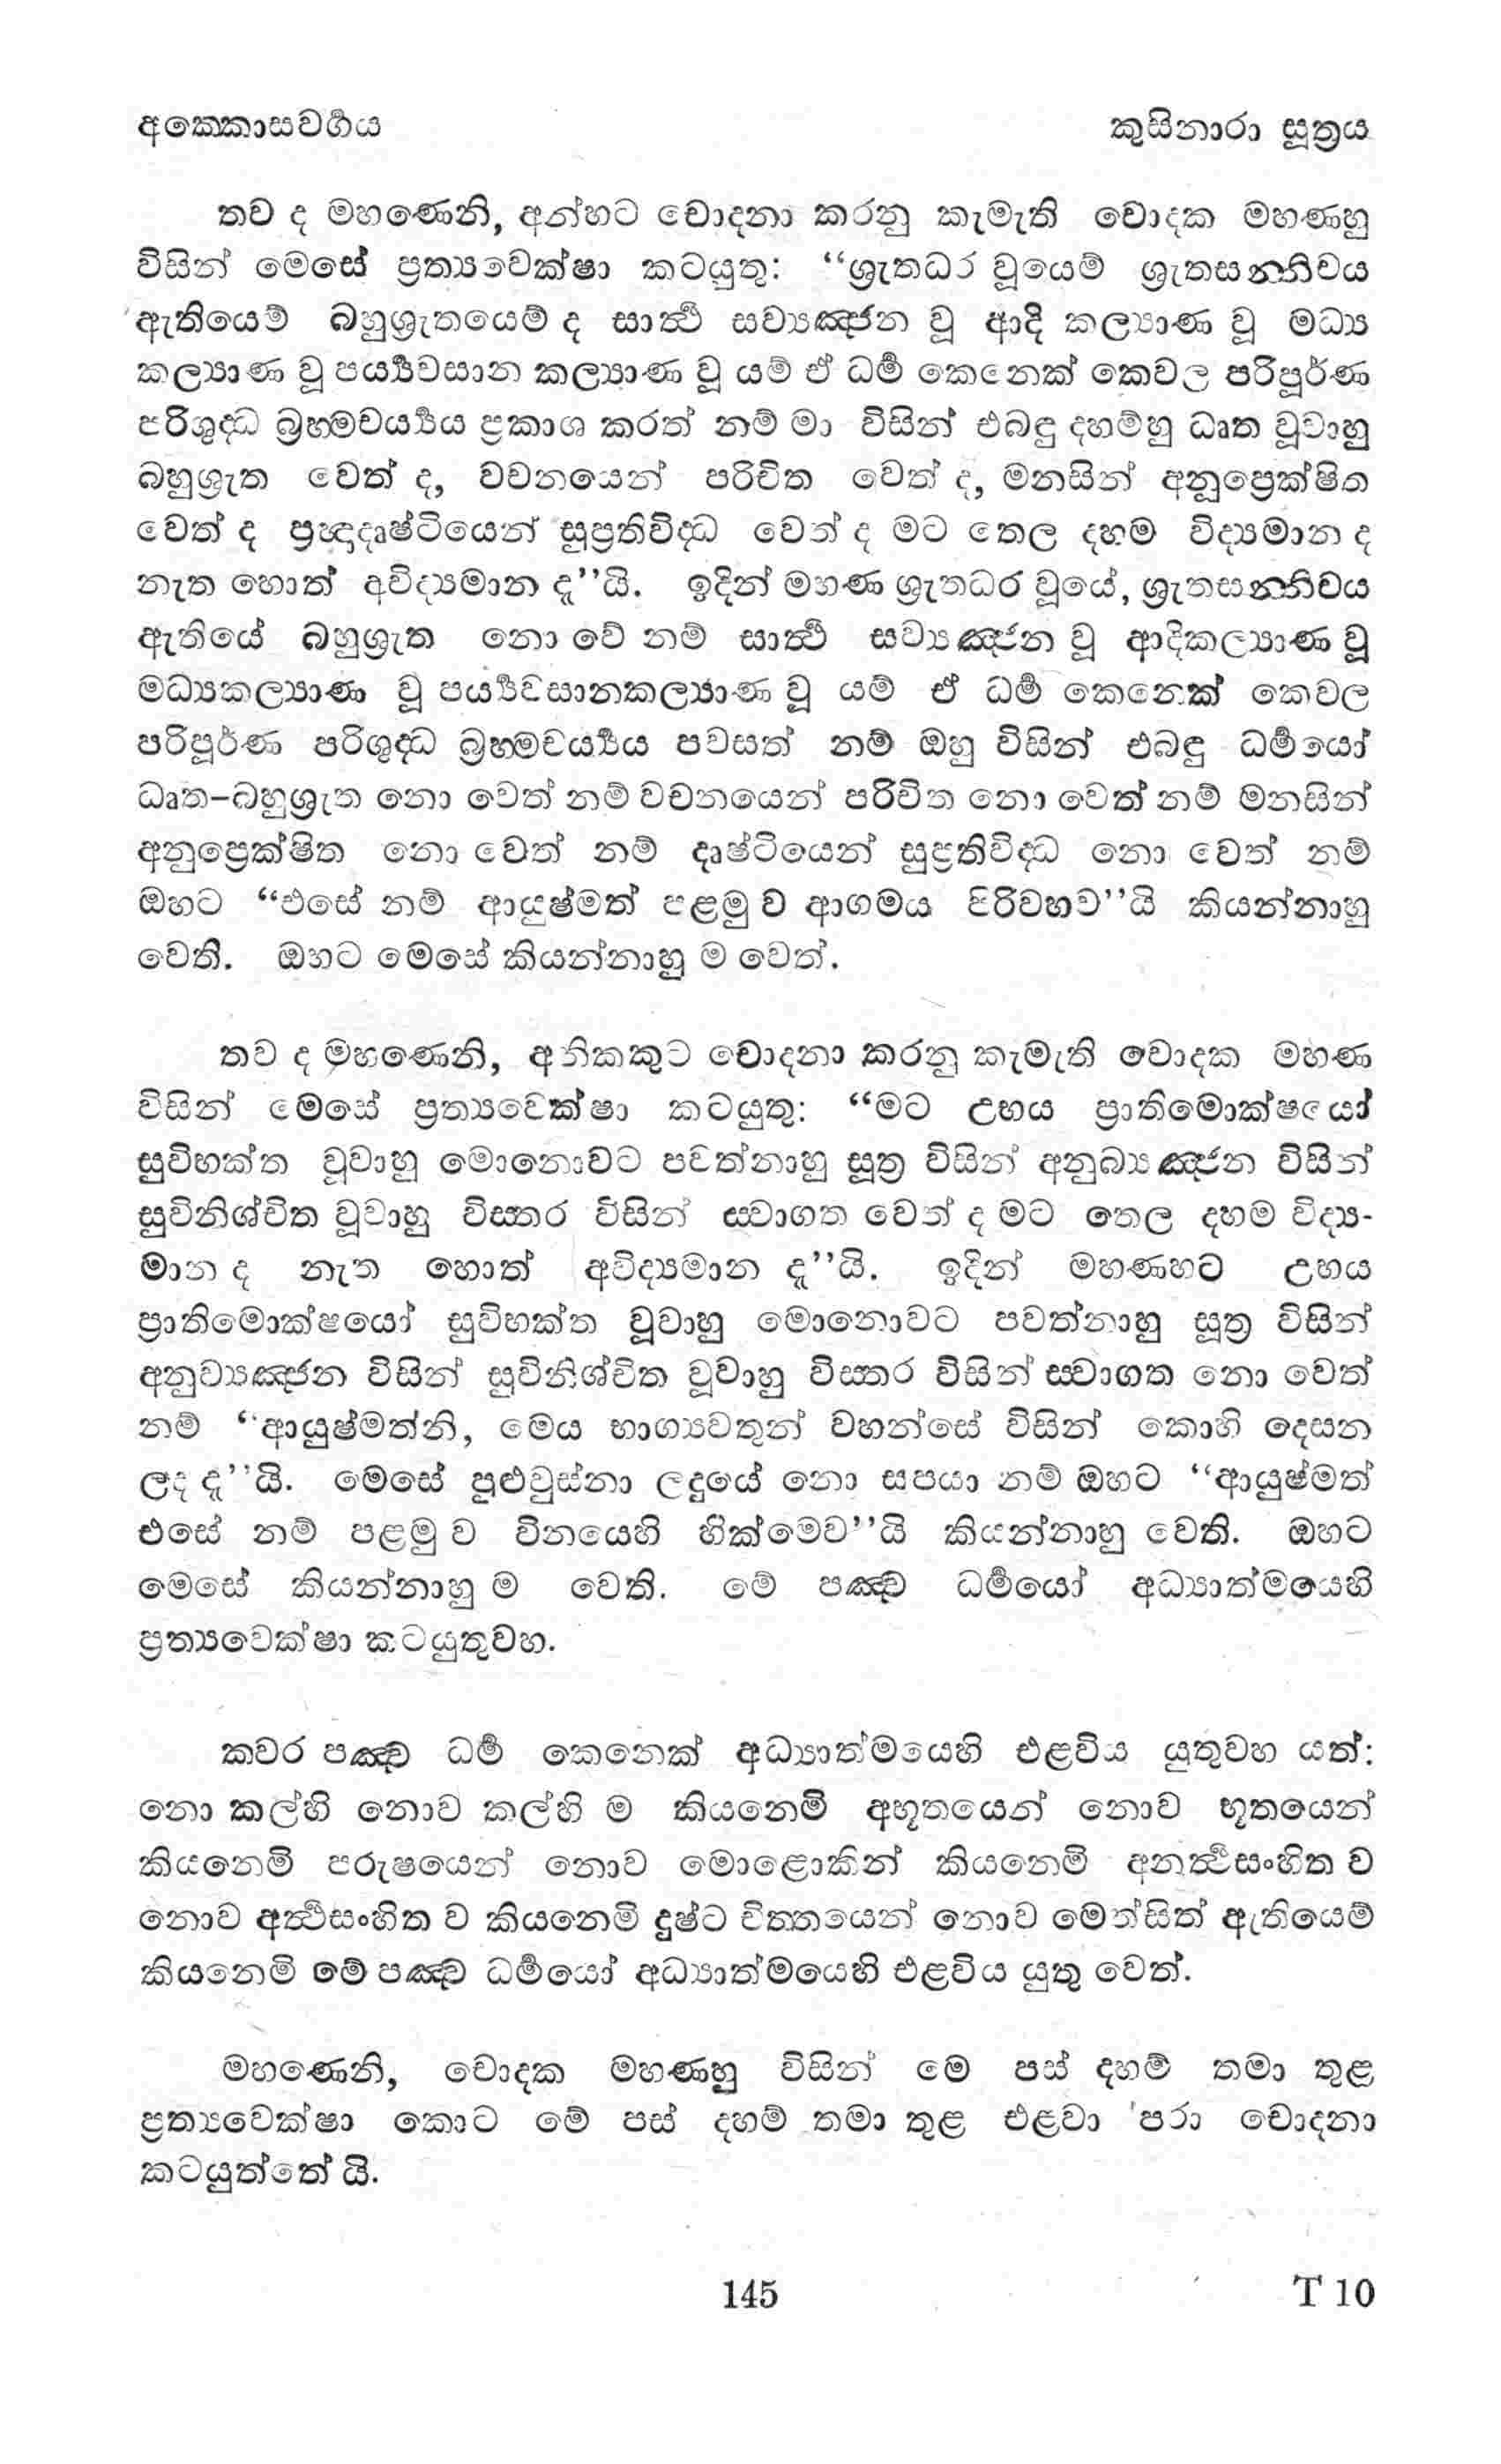 අක්‍කොසවර්‍ගය
කුසිනාරා සූත්‍රය
තව ද මහණෙනි, අන්හට චොදනා කරනු කැමැති චොදක මහණහු
විසින් මෙසේ ප්‍රත්‍යවෙක්ෂා කටයුතු: “ශ්‍රුතධර වූයෙම් ශ්‍රුතසන්‍නිචය
ඇතියෙම් බහුශ්‍රුතයෙම් ද සාර්‍ත්‍ථ සව්‍යඤ්ජන වූ ආදි කල්‍යාණ වූ මධ්‍ය
කල්‍යාණ වූ පර්‍ය්‍යවසාන කල්‍යාණ වූ යම් ඒ ධර්‍ම කෙනෙක් කෙවල පරිපූර්ණ
පරිශුද්‍ධ බ්‍රහ්‍මචර්‍ය්‍යය ප්‍රකාශ කරත් නම් මා විසින් එබඳු දහම්හු ධෘත වූවාහු
බහුශ්‍රුත වෙත් ද, වචනයෙන් පරිචිත වෙත් ද, මනසින් අනුප්‍රෙක්ෂිත
වෙත් ද ප්‍රඥාදෘෂ්ටියෙන් සුප්‍රතිවිද්‍ධ වෙත් ද මට තෙල දහම විද්‍යමාන ද
නැත හොත් අවිද්‍යමාන දැ’’යි. ඉදින් මහණ ශ්‍රුතධර වූයේ, ශ්‍රුතසන්‍නිචය
ඇතියේ බහුශ්‍රුත නො වේ නම් සාර්‍ත්‍ථ සව්‍යඤ්ජන වූ ආදිකල්‍යාණ වූ
මධ්‍යකල්‍යාණ වූ පර්‍ය්‍යවසානකල්‍යාණ වූ යම් ඒ ධර්‍ම කෙනෙක් කෙවල
පරිපූර්ණ පරිශුද්‍ධ බ්‍රහ්‍මචර්‍ය්‍යය පවසත් නම් ඔහු විසින් එබඳු ධර්‍මයෝ
ධෘත-බහුශ්‍රුත නො වෙත් නම් වචනයෙන් පරිචිත නො වෙත් නම් මනසින්
අනුප්‍රෙක්ෂිත නො වෙත් නම් දෘෂ්ටියෙන් සුප්‍රතිවිද්‍ධ නො වෙත් නම්
ඔහට “එසේ නම් ආයුෂ්මත් පළමු ව ආගමය පිරිවහව’’යි කියන්නාහු
වෙති. ඔහට මෙසේ කියන්නාහු ම වෙත්.
තව ද මහණෙනි, අනිකකුට චොදනා කරනු කැමැති චොදක මහණ
විසින් මෙසේ ප්‍රත්‍යවෙක්ෂා කටයුතු: “මට උභය ප්‍රාතිමොක්ෂයෝ
සුවිභක්ත වූවාහු මොනොවට පවත්නාහු සූත්‍ර විසින් අනුබ්‍යඤ්ජන විසින්
සුවිනිශ්චිත වූවාහු විස්‍තර විසින් ස්‍වාගත වෙත් ද මට තෙල දහම විද්‍ය-
මාන ද නැත හොත් අවිද්‍යමාන දැ’’යි. ඉදින් මහණහට උභය
ප්‍රාතිමොක්ෂයෝ සුවිභක්ත වූවාහු මොනොවට පවත්නාහු සූත්‍ර විසින්
අනුව්‍යඤ්ජන විසින් සුවිනිශ්චිත වූවාහු විස්‍තර විසින් ස්‍වාගත නො වෙත්
නම් “ආයුෂ්මත්නි, මෙය භාග්‍යවතුන් වහන්සේ විසින් කොහි දෙසන
ලද දැ’’යි. මෙසේ පුළුවුස්නා ලදුයේ නො සපයා නම් ඔහට “ආයුෂ්මත්
එසේ නම් පළමු ව විනයෙහි හික්මෙව’’යි කියන්නාහු වෙති. ඔහට
මෙසේ කියන්නාහු ම වෙති. මේ පඤ්ච ධර්‍මයෝ අධ්‍යාත්මයෙහි
ප්‍රත්‍යවෙක්ෂා කටයුතුවහ.
කවර පඤ්ච ධර්‍ම කෙනෙක් අධ්‍යාත්මයෙහි එළවිය යුතුවහ යත්:
නො කල්හි නොව කල්හි ම කියනෙමි අභූතයෙන් නොව භූතයෙන්
කියනෙමි පරුෂයෙන් නොව මොළොකින් කියනෙමි අනර්‍ත්‍ථසංහිත ව
නොව අර්‍ත්‍ථසංහිත ව කියනෙමි දුෂ්ට චිත්‍තයෙන් නොව මෙත්සිත් ඇතියෙම්
කියනෙමි මේ පඤ්ච ධර්‍මයෝ අධ්‍යාත්මයෙහි එළවිය යුතු වෙත්.
මහණෙනි, චොදක මහණහු විසින් මෙ පස් දහම් තමා තුළ
ප්‍රත්‍යවෙක්ෂා කොට මේ පස් දහම් තමා තුළ එළවා පරා චොදනා
කටයුත්තේ යි.
145
T 10